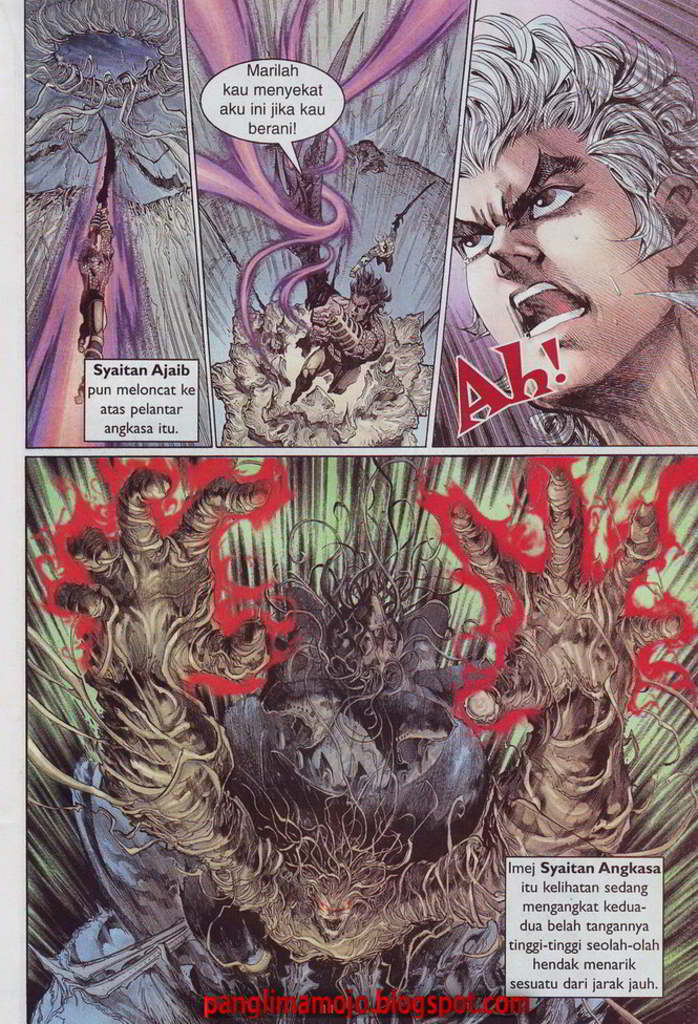 Marilah
kau menyekat
aku ini jika kau
berani!
Syaitan Ajaib
pun meloncat ke
atas pelantar
angkasa itu.
Ah!
Imej Syaitan Angkasa
itu kelihatan sedang
mengangkat kedua-
dua belah tangannya
tinggi-tinggi seolah-olah
hendak menarik
sesuatu dari jarak jauh.
panglimamojo.blogspot.com